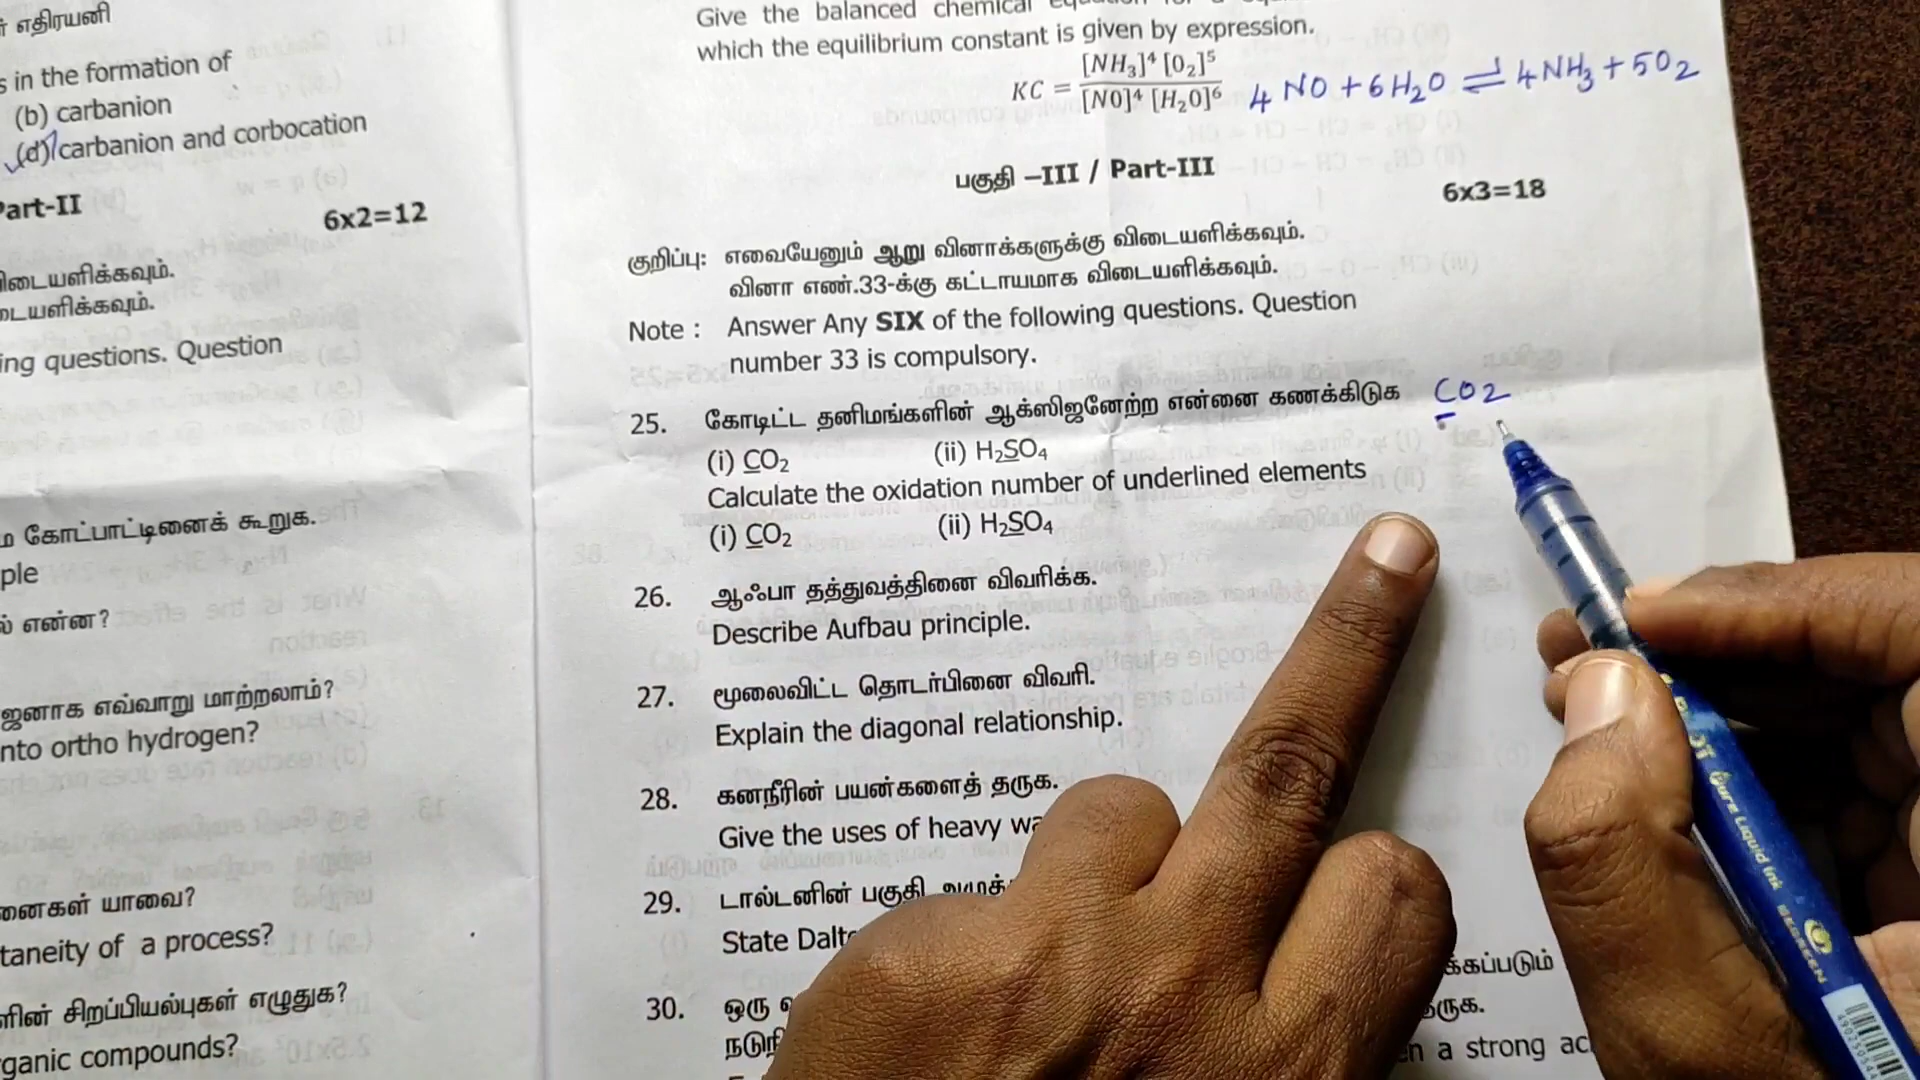 எதிரயனி
s in the formation of
(b) carbanion
(d) carbanion and corbocation
Part-II
6x2=12
விடையளிக்கவும்.
டையளிக்கவும்.
ing questions. Question
கோட்பாட்டினைக் கூறுக.
ple
என்ன?
ஜனாக எவ்வாறு மாற்றலாம்?
nto ortho hydrogen?
னைகள் யாவை?
taneity of a process?
ளின் சிறப்பியல்புகள் எழுதுக?
rganic compounds?
Give the balanced chemical
which the equilibrium constant is given by expression.
KC = [NH₃]⁴ [O₂]⁵ / [NO]⁴ [H₂O]⁶ 4 NO + 6H₂O ⇌ 4NH₃ + 5O₂
பகுதி –III / Part-III
6x3=18
குறிப்பு: எவையேனும் ஆறு வினாக்களுக்கு விடையளிக்கவும்.
வினா எண்.33-க்கு கட்டாயமாக விடையளிக்கவும்.
Note : Answer Any SIX of the following questions. Question
number 33 is compulsory.
25. கோடிட்ட தனிமங்களின் ஆக்ஸிஜனேற்ற என்னை கணக்கிடுக CO2
(i) CO₂ (ii) H₂SO₄
Calculate the oxidation number of underlined elements
(i) CO₂ (ii) H₂SO₄
26. ஆஃபா தத்துவத்தினை விவரிக்க.
Describe Aufbau principle.
27. மூலைவிட்ட தொடர்பினை விவரி.
Explain the diagonal relationship.
28. கனநீரின் பயன்களைத் தருக.
Give the uses of heavy wa
29. டால்டனின் பகுதி
State Dalt
30. ஒரு
க்கப்படும்
நடுநி
தருக.
n a strong ac
Pure Liquid Ink